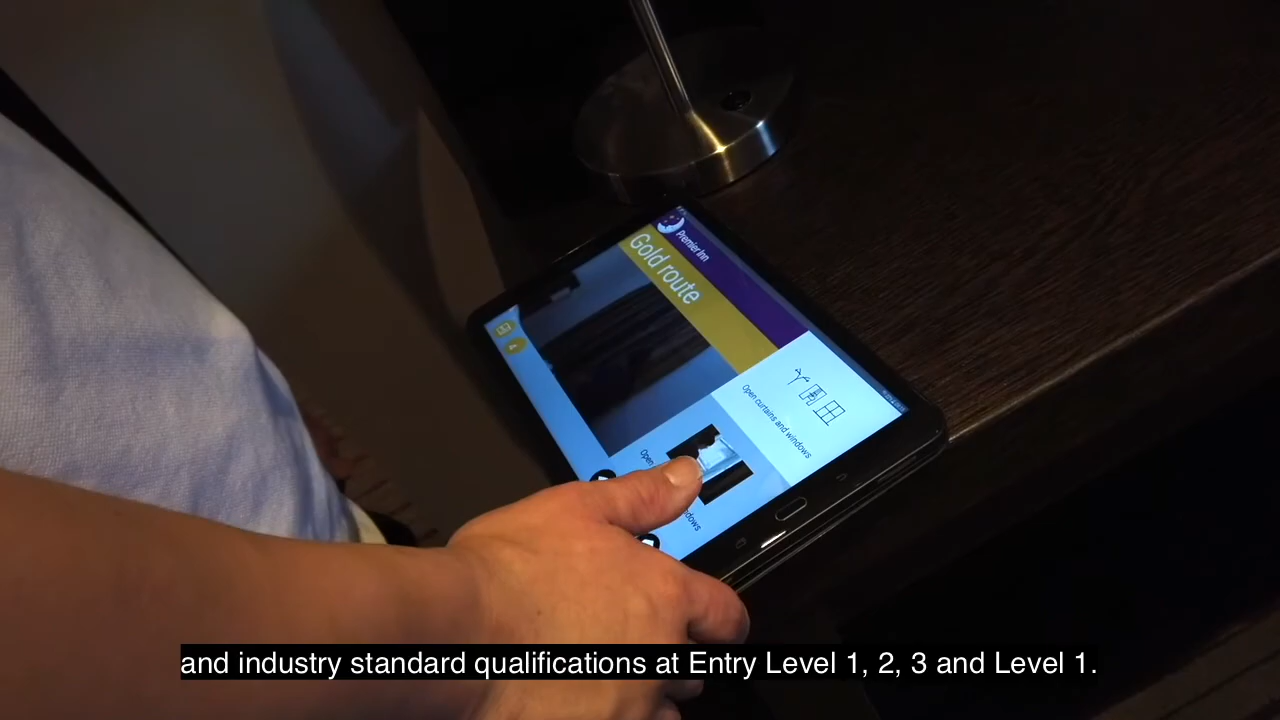 Premier Inn
Gold route
Open curtains and windows
Open
and industry standard qualifications at Entry Level 1, 2, 3 and Level 1.